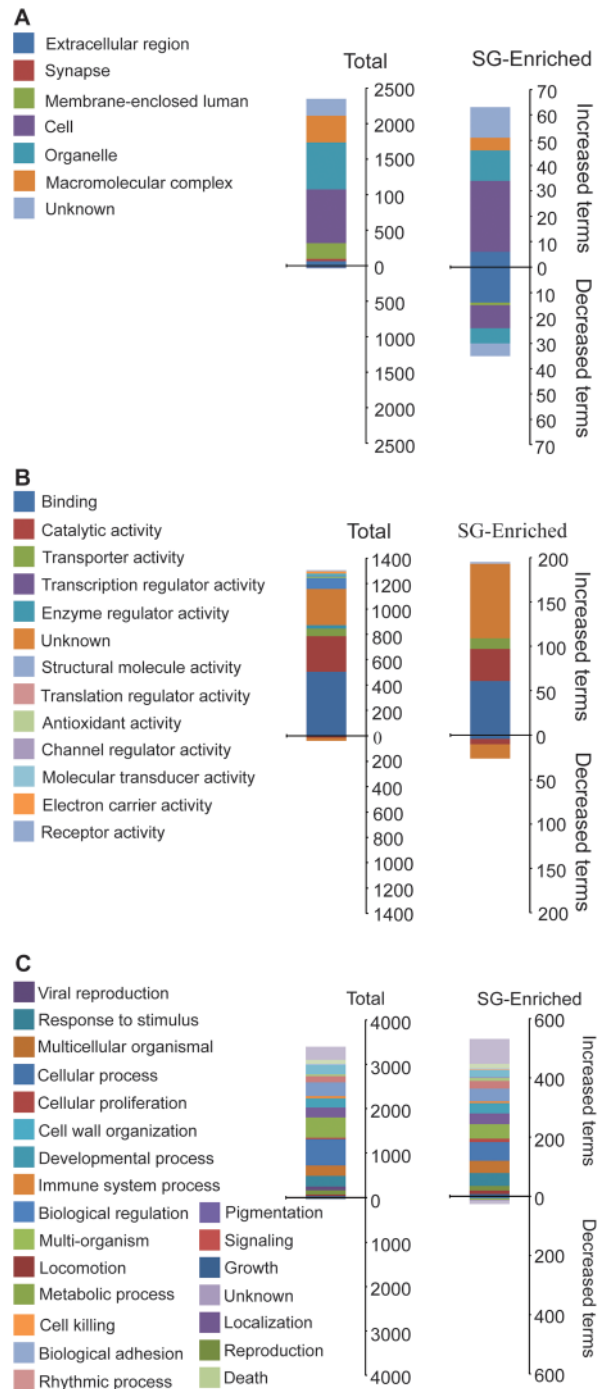 A
Extracellular region
Synapse
Membrane-enclosed luman
Cell
Organelle
Macromolecular complex
Unknown
Total
2500
2000
1500
100
500
0
500
1000
1500
2000
2500
SG-Enriched
70
60
50
40
30
20
10
0
10
20
30
40
50
60
70
Increased terms
Decreased terms
B
Binding
Catalytic activity
Transporter activity
Transcription regulator activity
Enzyme regulator activity
Unknown
Structural molecule activity
Translation regulator activity
Antioxidant activity
Channel regulator activity
Molecular transducer activity
Electron carrier activity
Receptor activity
Total
1400
1200
1000
800
600
400
200
0
200
400
600
800
1000
1200
1400
SG-Enriched
200
150
100
50
0
50
100
150
200
Increased terms
Decreased terms
C
Viral reproduction
Response to stimulus
Multicellular organismal
Cellular process
Cellular proliferation
Cell wall organization
Developmental process
Immune system process
Biological regulation
Multi-organism
Locomotion
Metabolic process
Cell killing
Biological adhesion
Rhythmic process
Pigmentation
Signaling
Growth
Unknown
Localization
Reproduction
Death
Total
4000
3000
2000
1000
0
1000
2000
3000
4000
SG-Enriched
600
400
200
0
200
400
600
Increased terms
Decreased terms